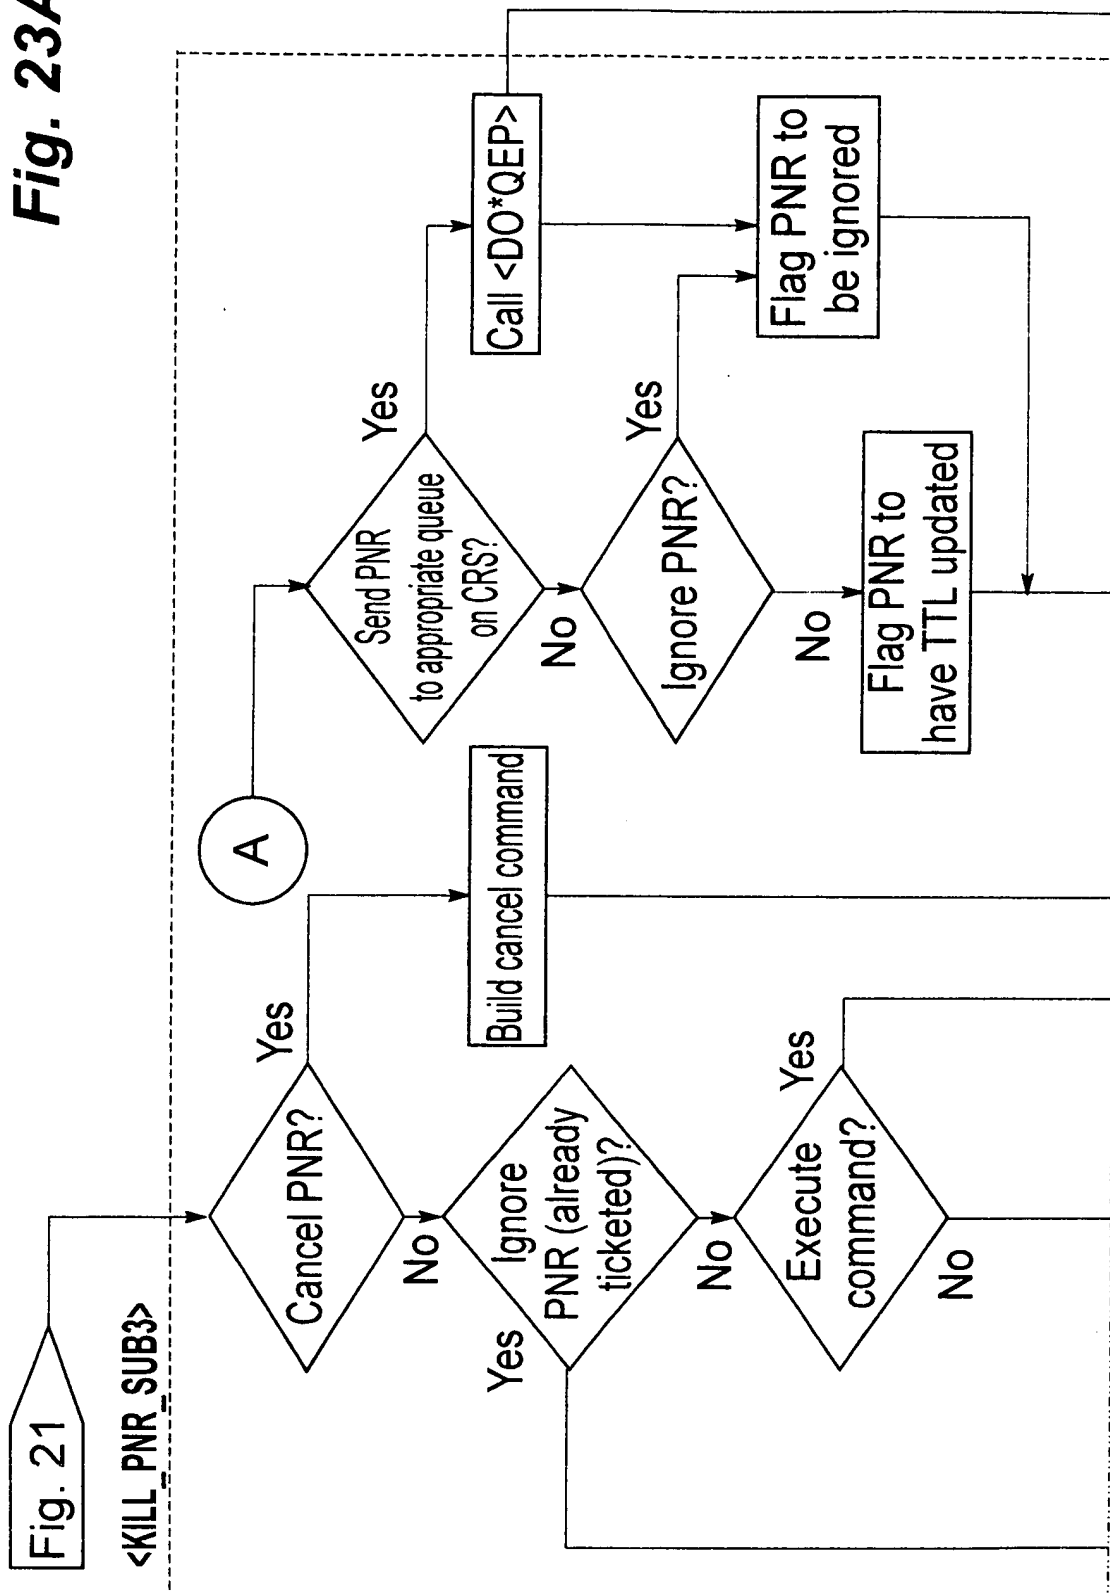 Fig. 23A
Fig. 21
<KILL_PNR_SUB3>
Cancel PNR?
Yes
No
Build cancel command
Ignore
PNR (already
ticketed)?
Yes
No
Execute
command?
Yes
No
A
Send PNR
to appropriate queue
on CRS?
Yes
No
Call <DO*QEP>
Ignore PNR?
Yes
No
Flag PNR to
be ignored
Flag PNR to
have TTL updated